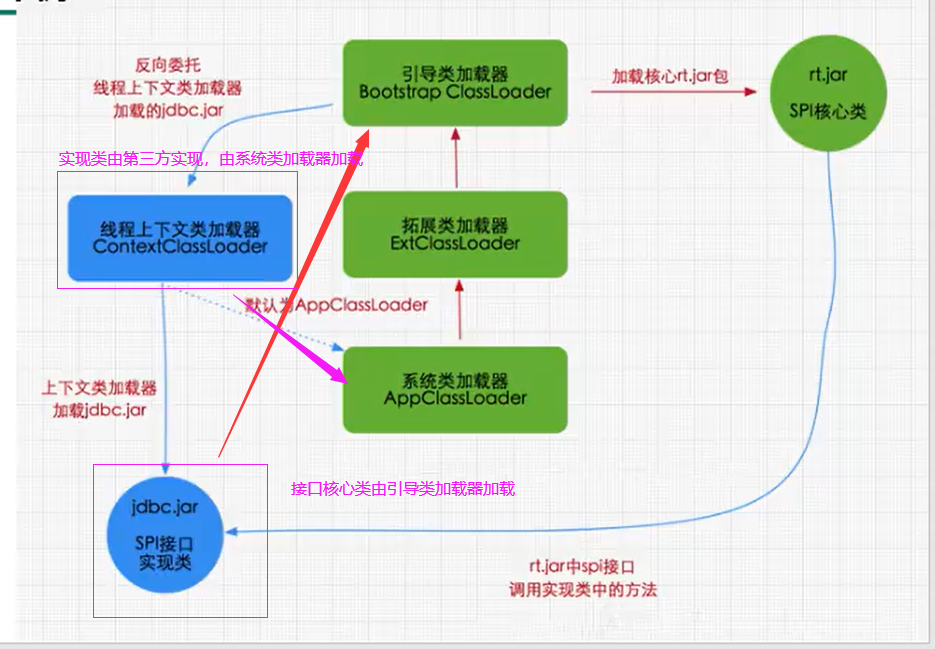 反向委托
线程上下文类加载器
加载的jdbc.jar
引导类加载器
Bootstrap ClassLoader
加载核心rt.jar包
rt.jar
SPI核心类
实现类由第三方实现，由系统类加载器加载
线程上下文类加载器
ContextClassLoader
拓展类加载器
ExtClassLoader
默认为AppClassLoader
系统类加载器
AppClassLoader
上下文类加载器
加载jdbc.jar
接口核心类由引导类加载器加载
jdbc.jar
SPI接口
实现类
rt.jar中spi接口
调用实现类中的方法